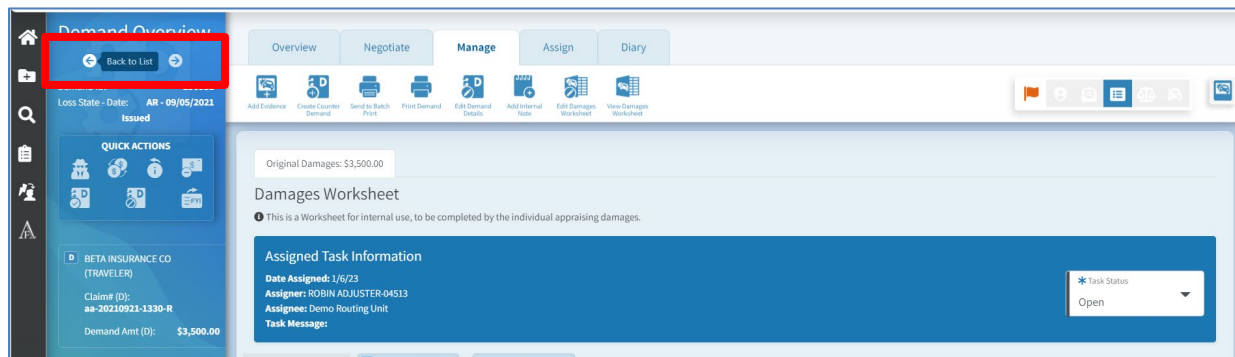 Demand Overview
Back to List
Loss State - Date: AR - 09/05/2021
Issued
QUICK ACTIONS
D BETA INSURANCE CO
(TRAVELER)
Claim# (D):
aa-20210921-1330-R
Demand Amt (D): $3,500.00
Overview Negotiate Manage Assign Diary
Add Evidence
Create Counter
Demand
Send to Batch
Print
Print Demand
Edit Demand
Details
Add Internal
Note
Edit Damages
Worksheet
View Damages
Worksheet
Original Damages: $3,500.00
Damages Worksheet
This is a Worksheet for internal use, to be completed by the individual appraising damages.
Assigned Task Information
Date Assigned: 1/6/23
Assigner: ROBIN ADJUSTER-04513
Assignee: Demo Routing Unit
Task Message:
Task Status
Open